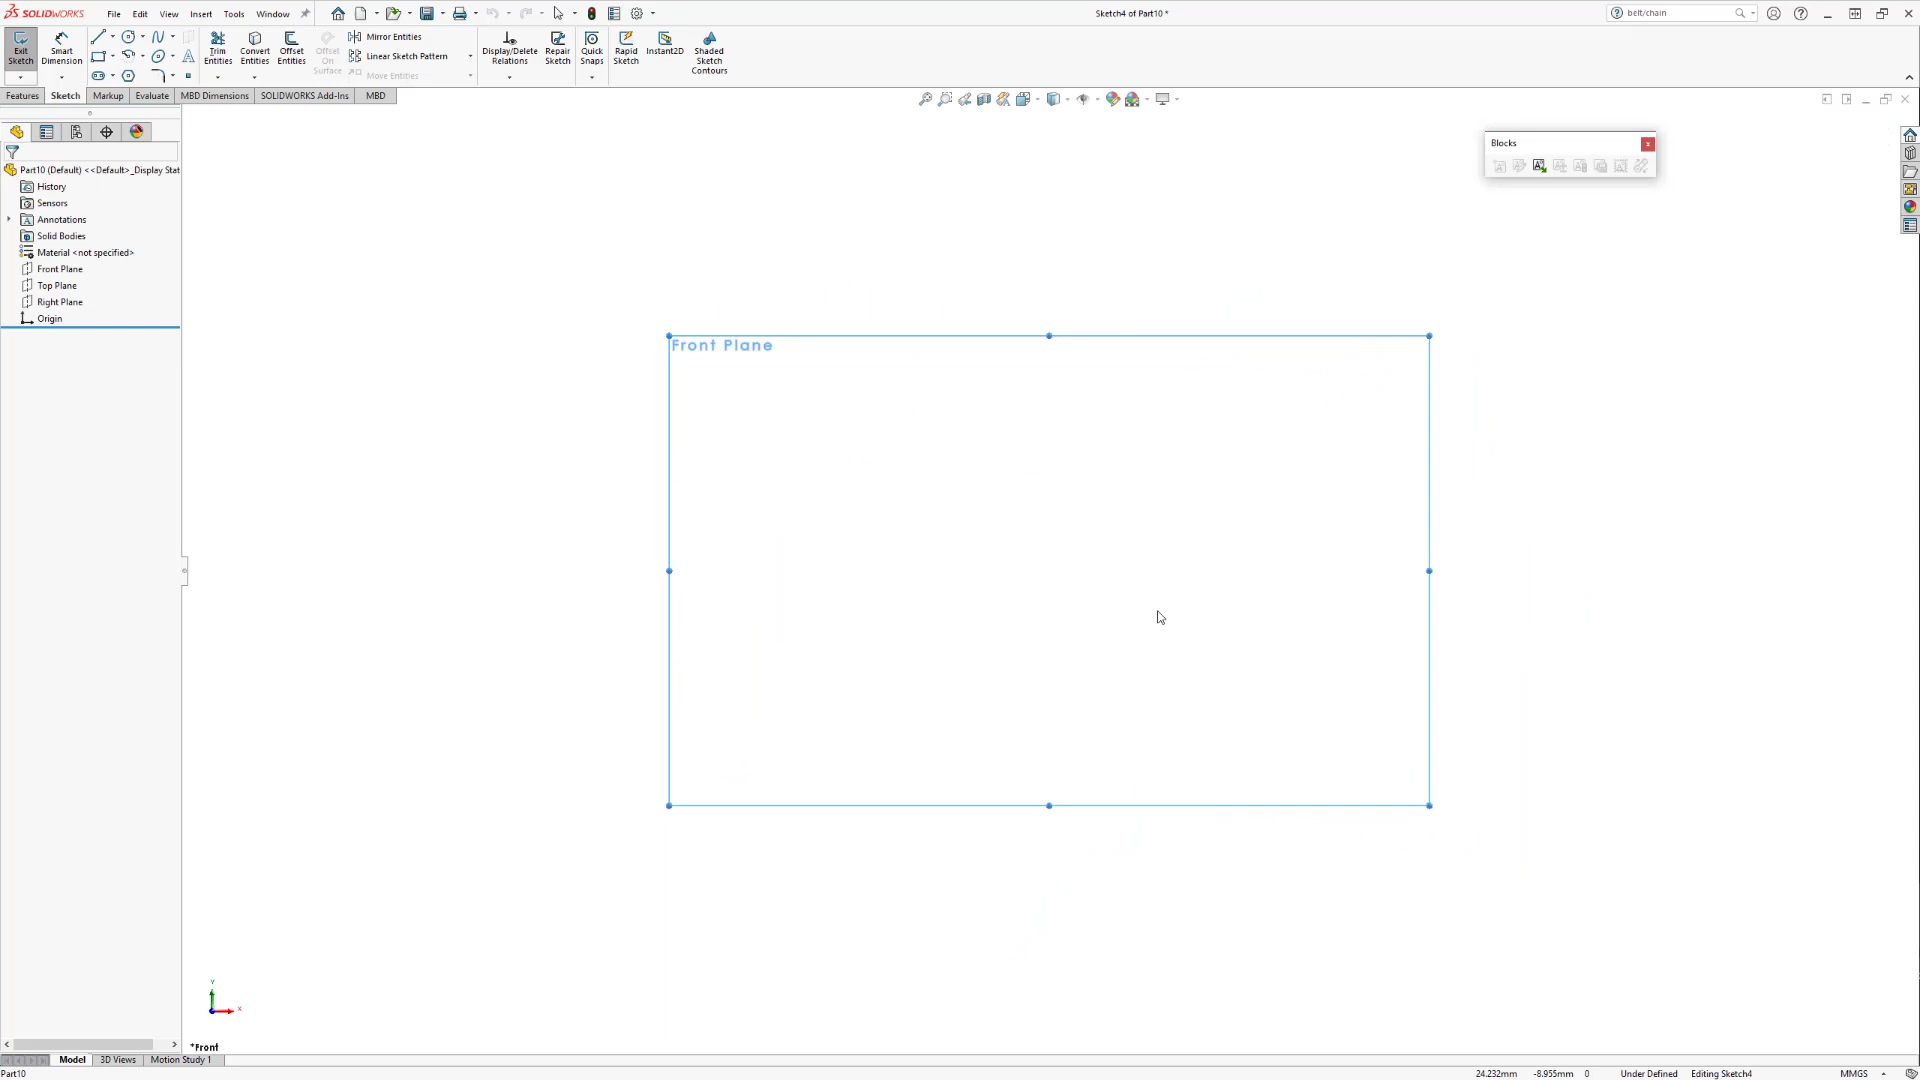 SOLIDWORKS File Edit View Insert Tools Window Sketch4 of Part10 * belt/chain
Exit Sketch
Smart Dimension
Trim Entities
Convert Entities
Offset Entities
Offset On Surface
Mirror Entities
Linear Sketch Pattern
Move Entities
Display/Delete Relations
Repair Sketch
Quick Snaps
Rapid Sketch
Instant2D
Shaded Sketch Contours
Features Sketch Markup Evaluate MBD Dimensions SOLIDWORKS Add-Ins MBD
Blocks
Part10 (Default) <<Default>_Display Stat
History
Sensors
Annotations
Solid Bodies
Material <not specified>
Front Plane
Top Plane
Right Plane
Origin
Front Plane
Y
X
*Front
Model 3D Views Motion Study 1
Part10 24.232mm -8.955mm 0 Under Defined Editing Sketch4 MMGS